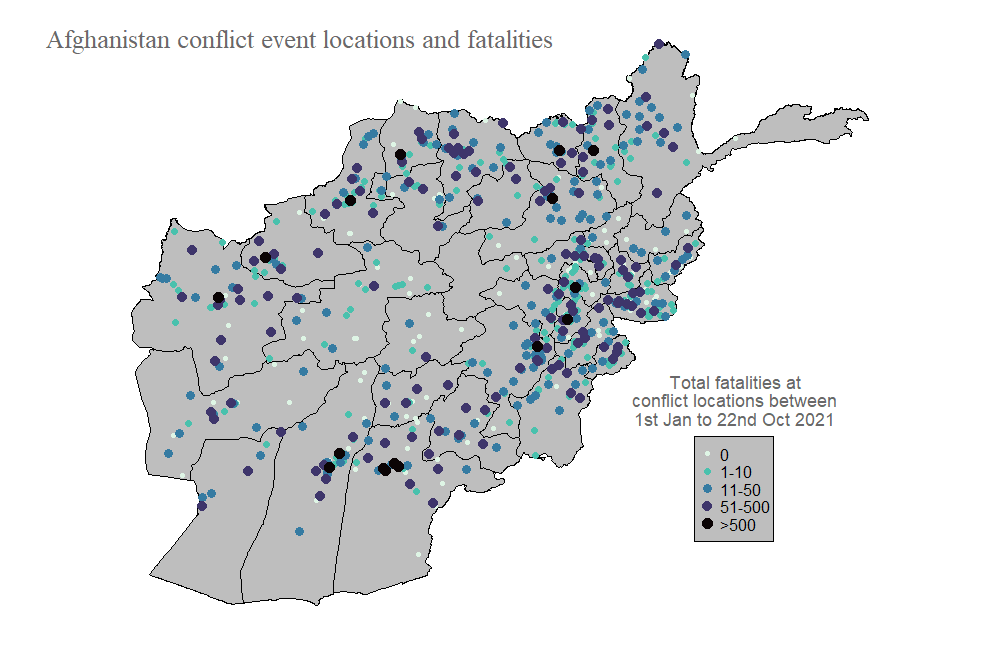 Afghanistan conflict event locations and fatalities
Total fatalities at
conflict locations between
1st Jan to 22nd Oct 2021
0
1-10
11-50
51-500
>500